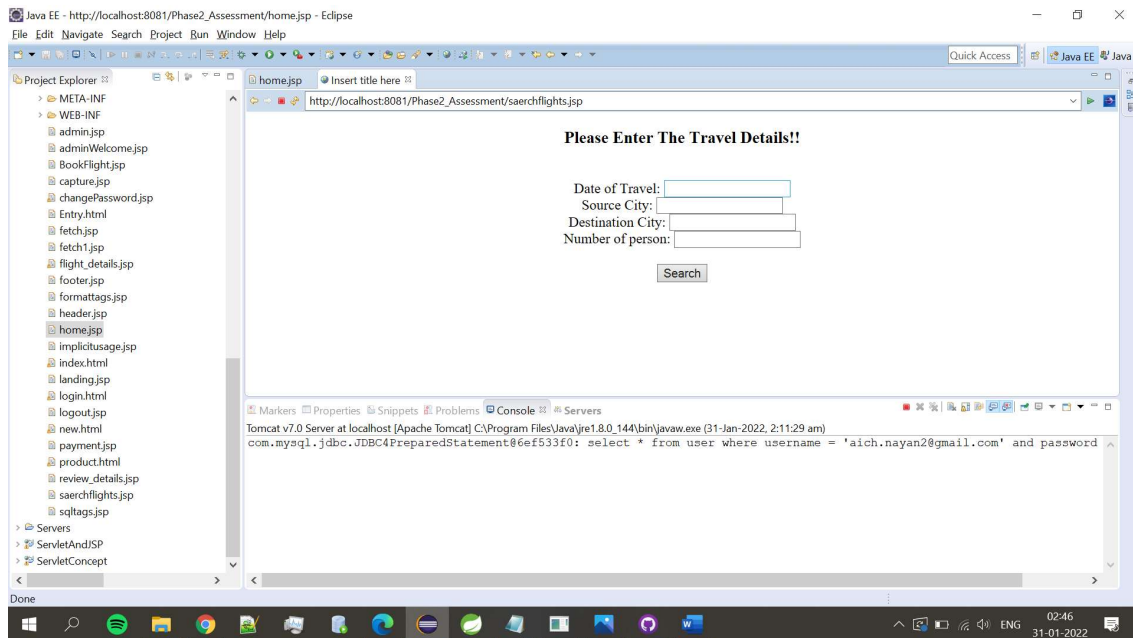 Java EE - http://localhost:8081/Phase2_Assessment/home.jsp - Eclipse
File Edit Navigate Search Project Run Window Help
Quick Access
Java EE
Java
Project Explorer
META-INF
WEB-INF
admin.jsp
adminWelcome.jsp
BookFlight.jsp
capture.jsp
changePassword.jsp
Entry.html
fetch.jsp
fetch1.jsp
flight_details.jsp
footer.jsp
formattags.jsp
header.jsp
home.jsp
implicitusage.jsp
index.html
landing.jsp
login.html
logout.jsp
new.html
payment.jsp
product.html
review_details.jsp
saerchflights.jsp
sqltags.jsp
Servers
ServletAndJSP
ServletConcept
home.jsp
Insert title here
http://localhost:8081/Phase2_Assessment/saerchflights.jsp
Please Enter The Travel Details!!
Date of Travel:
Source City:
Destination City:
Number of person:
Search
Markers Properties Snippets Problems Console Servers
Tomcat v7.0 Server at localhost [Apache Tomcat] C:\Program Files\Java\jre1.8.0_144\bin\javaw.exe (31-Jan-2022, 2:11:29 am)
com.mysql.jdbc.JDBC4PreparedStatement@6ef533f0: select * from user where username = 'aich.nayan2@gmail.com' and password
Done
ENG
02:46
31-01-2022